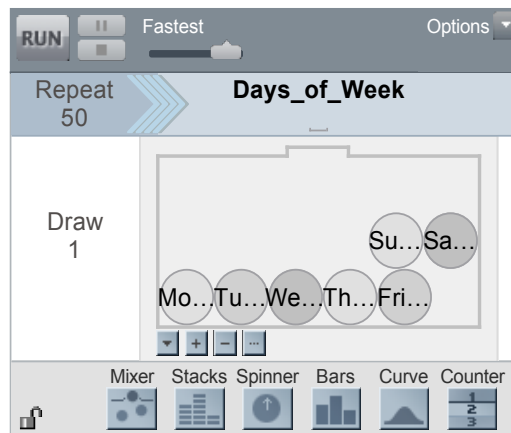 RUN Fastest Options
Repeat
50
Days_of_Week
Draw
1
Su...Sa...
Mo...Tu...We...Th...Fri...
Mixer Stacks Spinner Bars Curve Counter
1
2
3